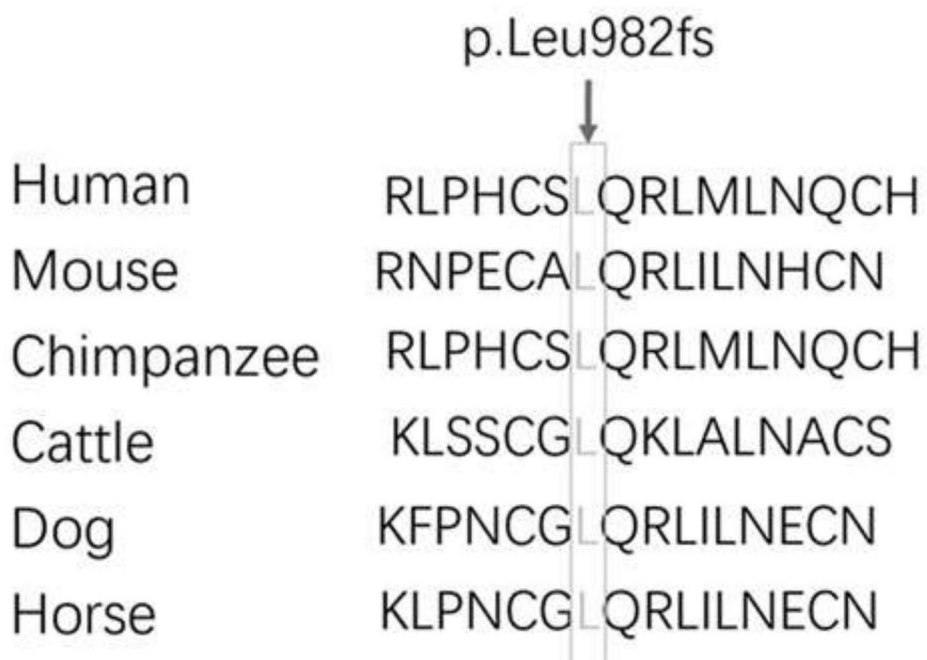 p.Leu982fs
Human RLPHCSLQRLMLNQCH
Mouse RNPECALQRLILNHCN
Chimpanzee RLPHCSLQRLMLNQCH
Cattle KLSSCGLQKLALNACS
Dog KFPNCGLQRLILNECN
Horse KLPNCGLQRLILNECN